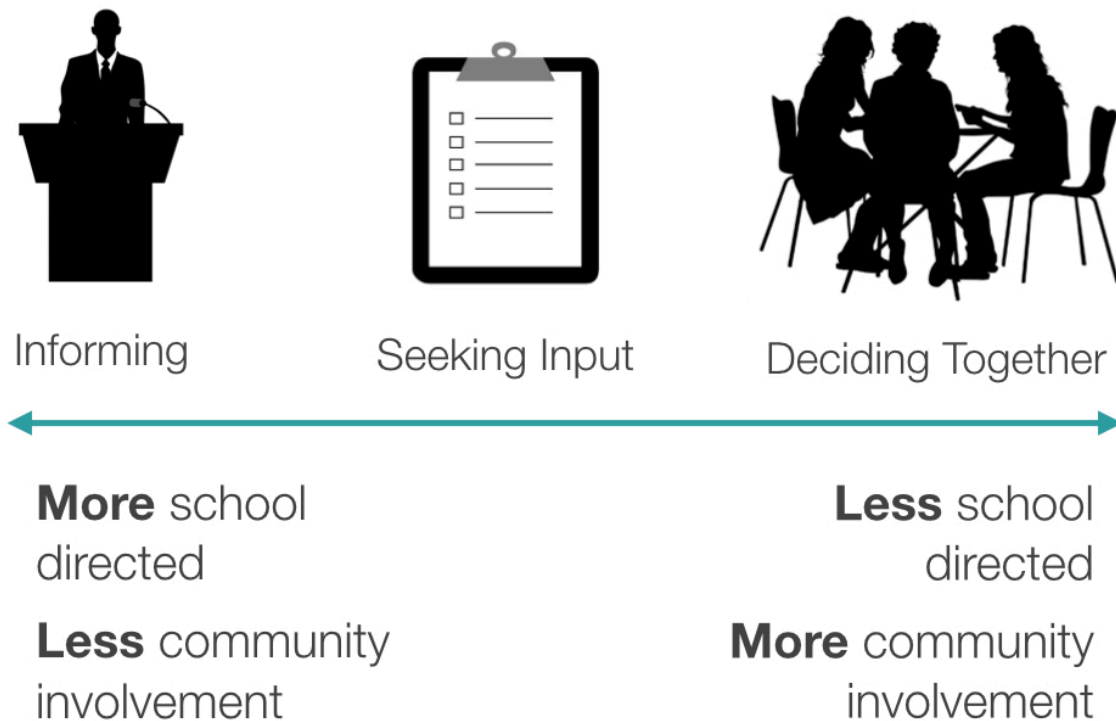 Informing
Seeking Input
Deciding Together
More school
directed
Less community
involvement
Less school
directed
More community
involvement